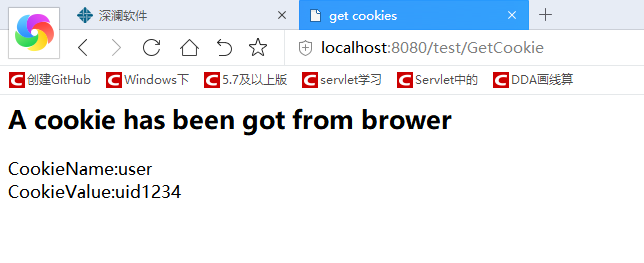 深澜软件
get cookies
localhost:8080/test/GetCookie
创建GitHub Windows下 5.7及以上版 servlet学习 Servlet中的 DDA画线算
A cookie has been got from brower
CookieName:user
CookieValue:uid1234